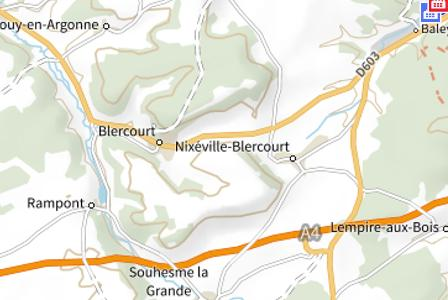 ouy-en-Argonne
Baley
D603
Blercourt
Nixéville-Blercourt
Rampont
A4
Lempire-aux-Bois
Souhesme la
Grande